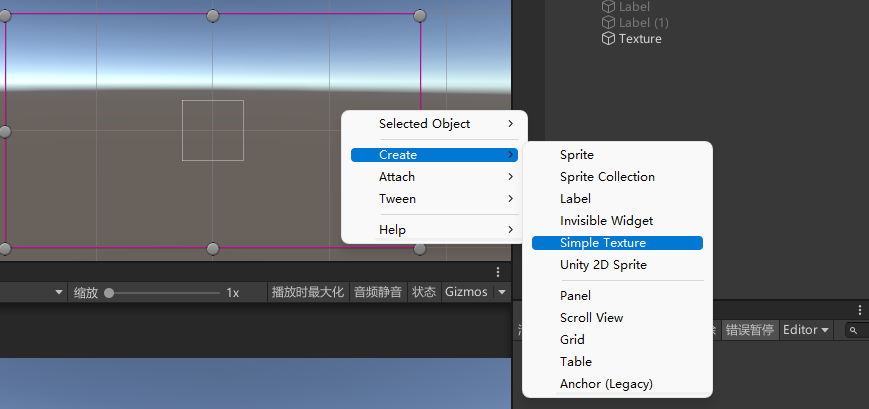 Label
Label (1)
Texture
Selected Object
Create
Attach
Tween
Help
Sprite
Sprite Collection
Label
Invisible Widget
Simple Texture
Unity 2D Sprite
Panel
Scroll View
Grid
Table
Anchor (Legacy)
缩放 1x 播放时最大化 音频静音 状态 Gizmos
错误暂停 Editor